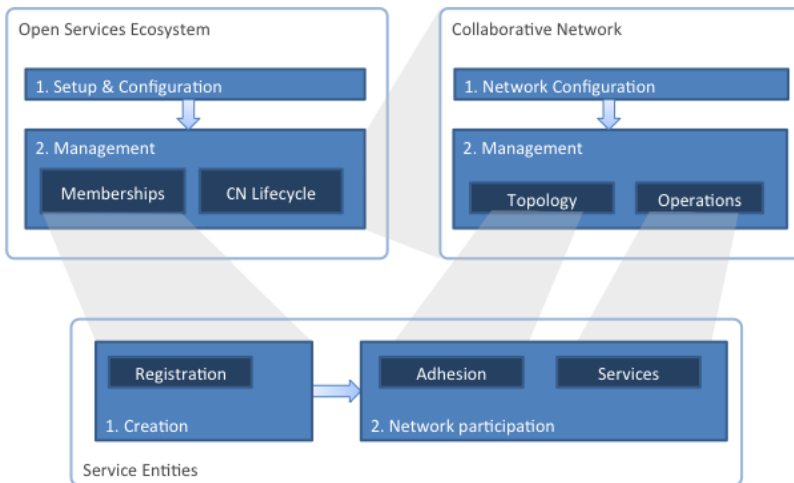 Open Services Ecosystem
1. Setup & Configuration
2. Management
Memberships
CN Lifecycle
Collaborative Network
1. Network Configuration
2. Management
Topology
Operations
Registration
1. Creation
Adhesion
Services
2. Network participation
Service Entities